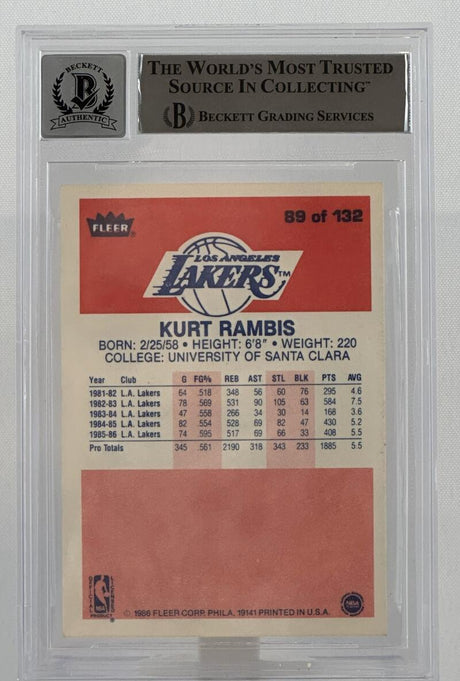 BECKETT
B
AUTHENTIC
THE WORLD'S MOST TRUSTED
SOURCE IN COLLECTING™
B BECKETT GRADING SERVICES
FLEER® 89 of 132
LOS ANGELES
LAKERS™
KURT RAMBIS
BORN: 2/25/58 • HEIGHT: 6'8" • WEIGHT: 220
COLLEGE: UNIVERSITY OF SANTA CLARA
Year Club G FG% REB AST STL BLK PTS AVG
1981-82 L.A. Lakers 64 .518 348 56 60 76 295 4.6
1982-83 L.A. Lakers 78 .569 531 90 105 63 584 7.5
1983-84 L.A. Lakers 47 .558 266 34 30 14 168 3.6
1984-85 L.A. Lakers 82 .554 528 69 82 47 430 5.2
1985-86 L.A. Lakers 74 .595 517 69 66 33 408 5.5
Pro Totals 345 .561 2190 318 343 233 1885 5.5
OFFICIAL NBA LICENSED
PRODUCT
NBA
© 1986 FLEER CORP. PHILA. 19141 PRINTED IN U.S.A.